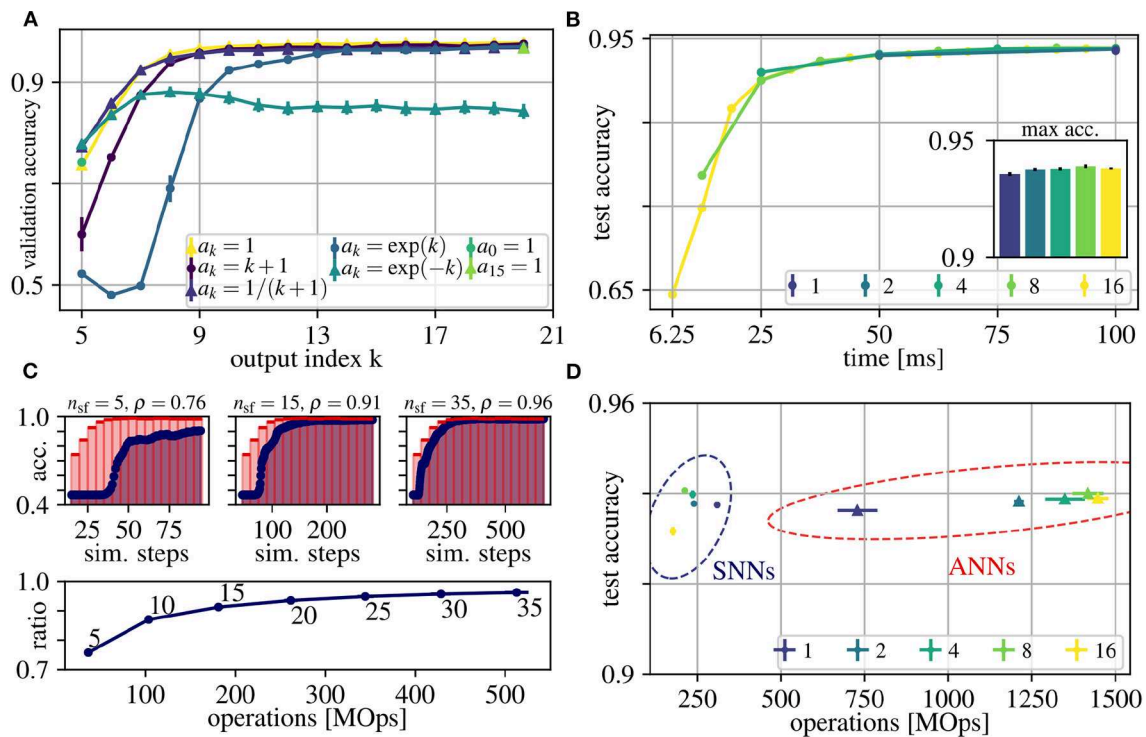 A
validation accuracy
0.9
0.5
a_k = 1
a_k = k+1
a_k = 1/(k+1)
a_k = exp(k)
a_k = exp(−k)
a_0 = 1
a_15 = 1
5
9
13
17
21
output index k
B
test accuracy
0.95
0.65
max acc.
0.95
0.9
1
2
4
8
16
6.25
25
50
75
100
time [ms]
C
n_sf = 5, ρ = 0.76
n_sf = 15, ρ = 0.91
n_sf = 35, ρ = 0.96
acc.
1.0
0.4
25
50
75
100
200
250
500
sim. steps
sim. steps
sim. steps
ratio
1.0
0.7
5
10
15
20
25
30
35
100
200
300
400
500
operations [MOps]
D
test accuracy
0.96
0.9
SNNs
ANNs
1
2
4
8
16
250
500
750
1000
1250
1500
operations [MOps]